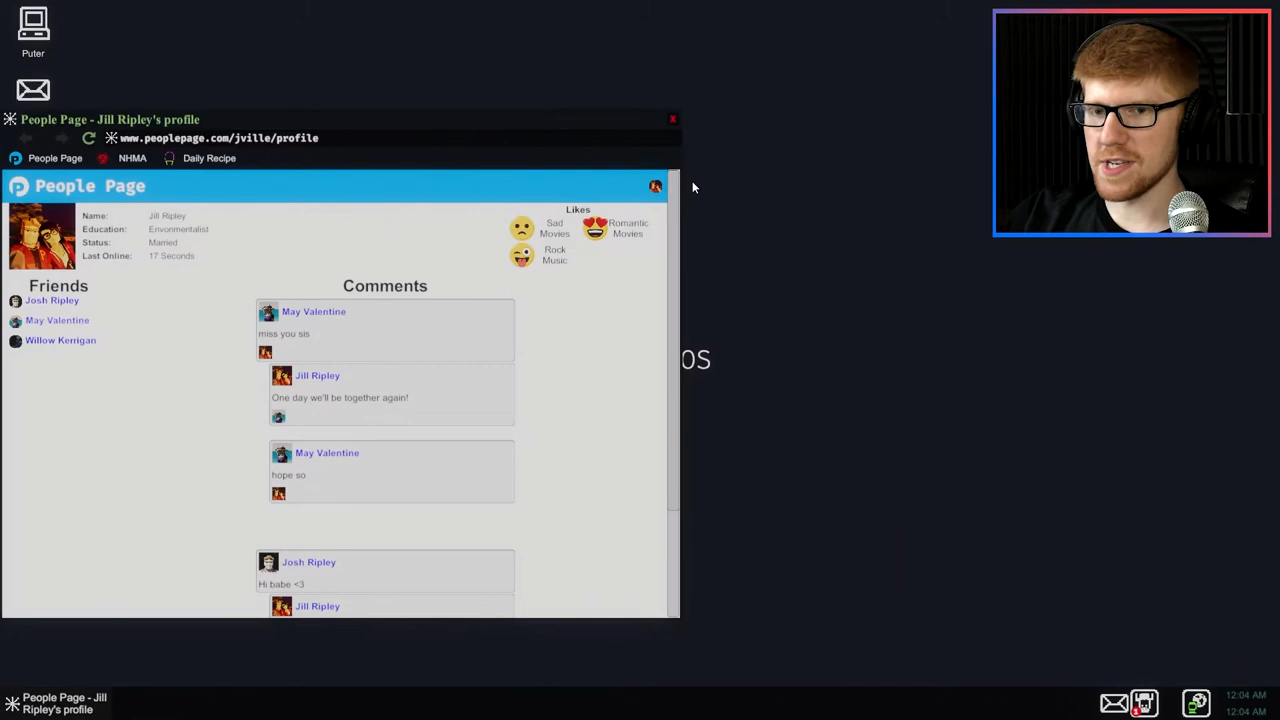 Puter
People Page - Jill Ripley's profile
x
www.peoplepage.com/jville/profile
People Page NHMA Daily Recipe
People Page
Name: Jill Ripley
Education: Envonmentalist
Status: Married
Last Online: 17 Seconds
Likes
Sad Movies
Romantic Movies
Rock Music
Friends
Josh Ripley
May Valentine
Willow Kerrigan
Comments
May Valentine
miss you sis
Jill Ripley
One day we'll be together again!
May Valentine
hope so
Josh Ripley
Hi babe <3
Jill Ripley
OS
People Page - Jill
Ripley's profile
1
12:04 AM
12:04 AM